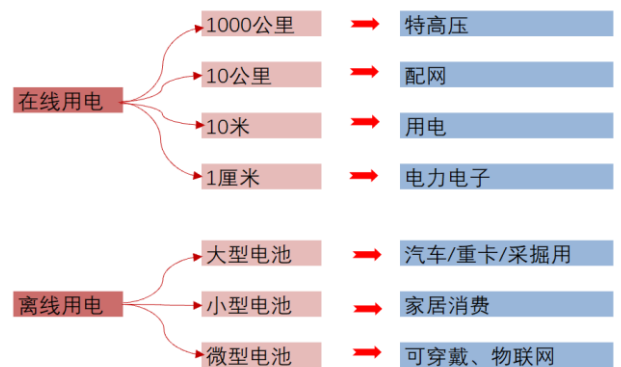 1000公里
特高压
10公里
配网
在线用电
10米
用电
1厘米
电力电子
大型电池
汽车/重卡/采掘用
离线用电
小型电池
家居消费
微型电池
可穿戴、物联网